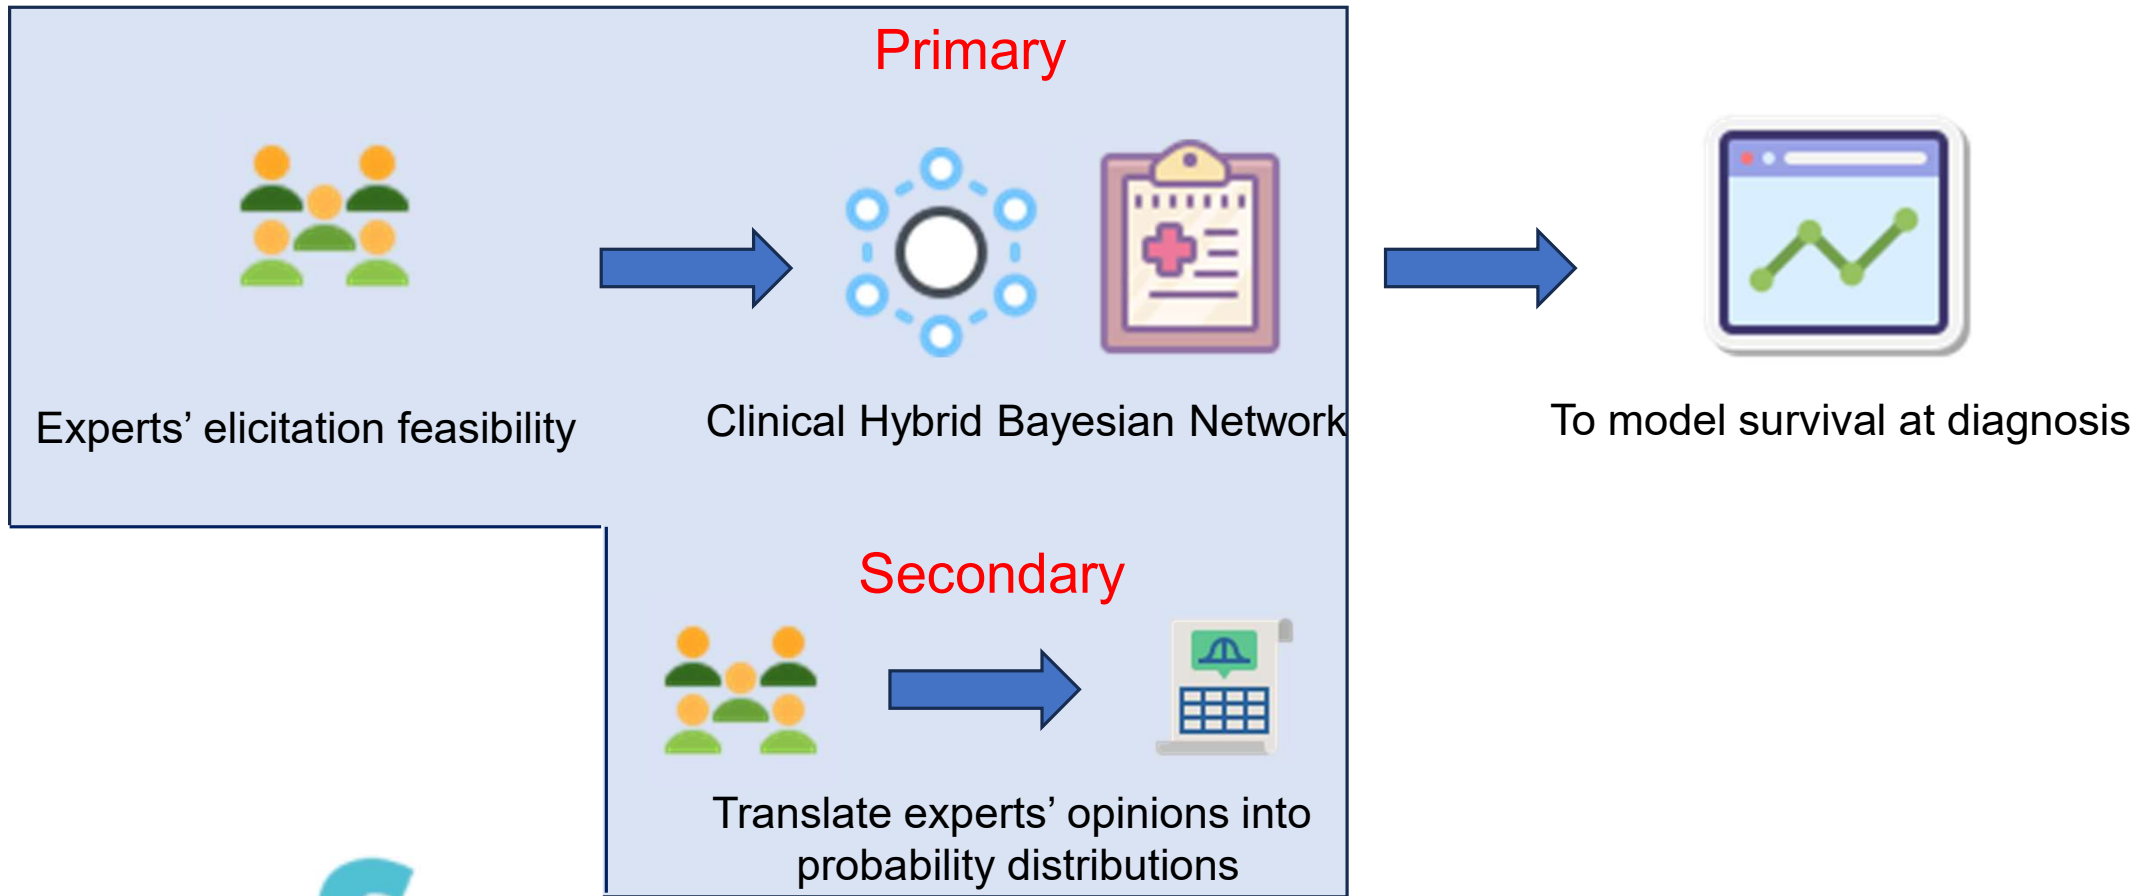 Primary
Experts’ elicitation feasibility
Clinical Hybrid Bayesian Network
To model survival at diagnosis
Secondary
Translate experts’ opinions into
probability distributions